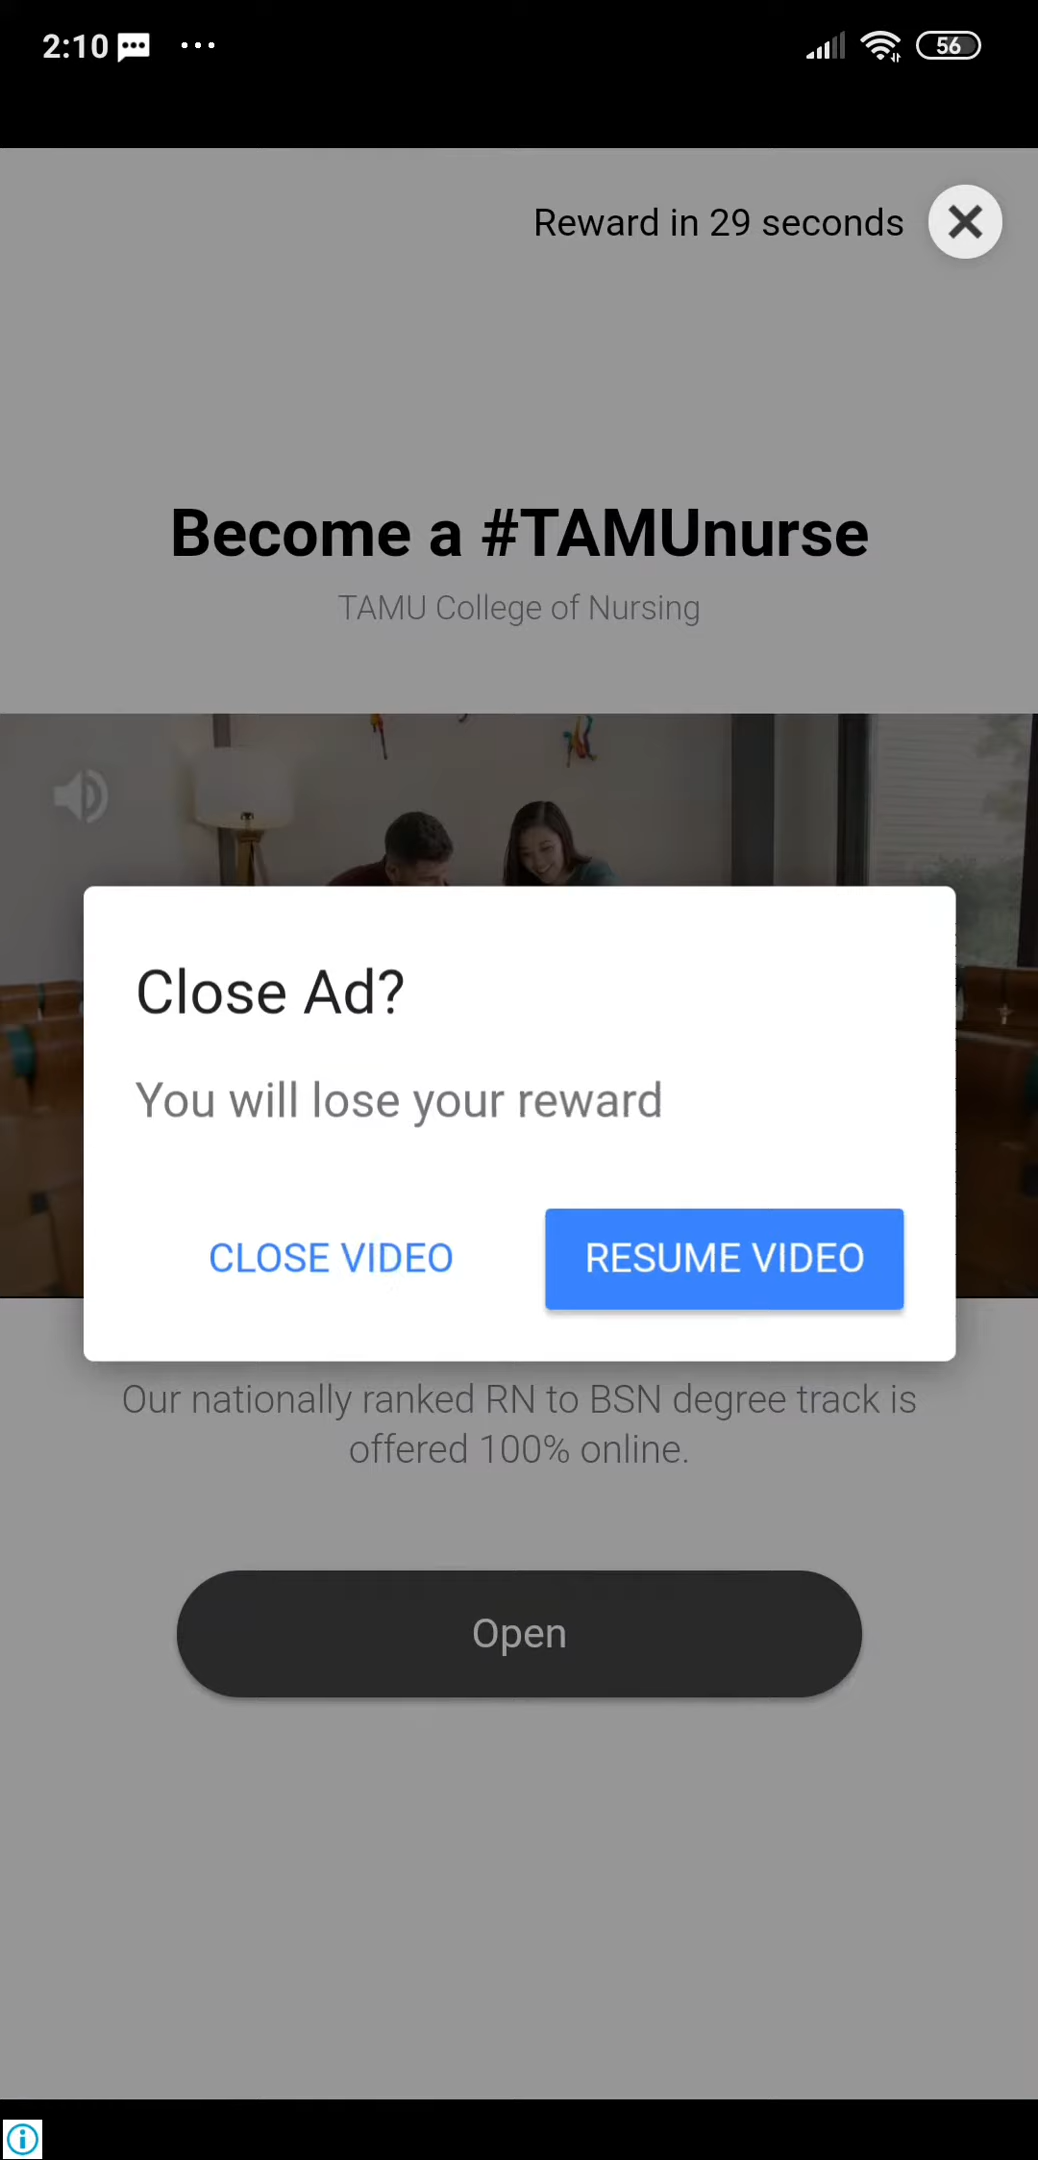 2:10
56
Reward in 29 seconds
Become a #TAMUnurse
TAMU College of Nursing
Close Ad?
You will lose your reward
CLOSE VIDEO
RESUME VIDEO
Our nationally ranked RN to BSN degree track is
offered 100% online.
Open